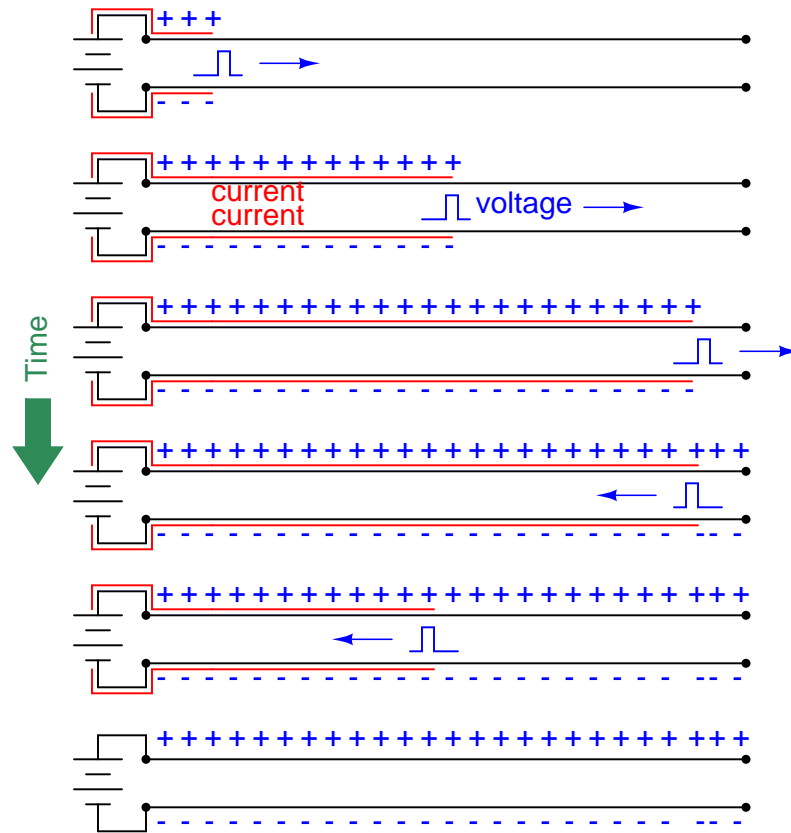 + + +
- - -
+ + + + + + + + + + + + +
current
current
voltage
- - - - - - - - - - - - -
+ + + + + + + + + + + + + + + + + + + + + + +
- - - - - - - - - - - - - - - - - - - - - - -
Time
+ + + + + + + + + + + + + + + + + + + + + + +++ +
- - - - - - - - - - - - - - - - - - - - - - -- -
+ + + + + + + + + + + + + + + + + + + + + + +++ +
- - - - - - - - - - - - - - - - - - - - - - -- -
+ + + + + + + + + + + + + + + + + + + + + + +++ +
- - - - - - - - - - - - - - - - - - - - - - -- -